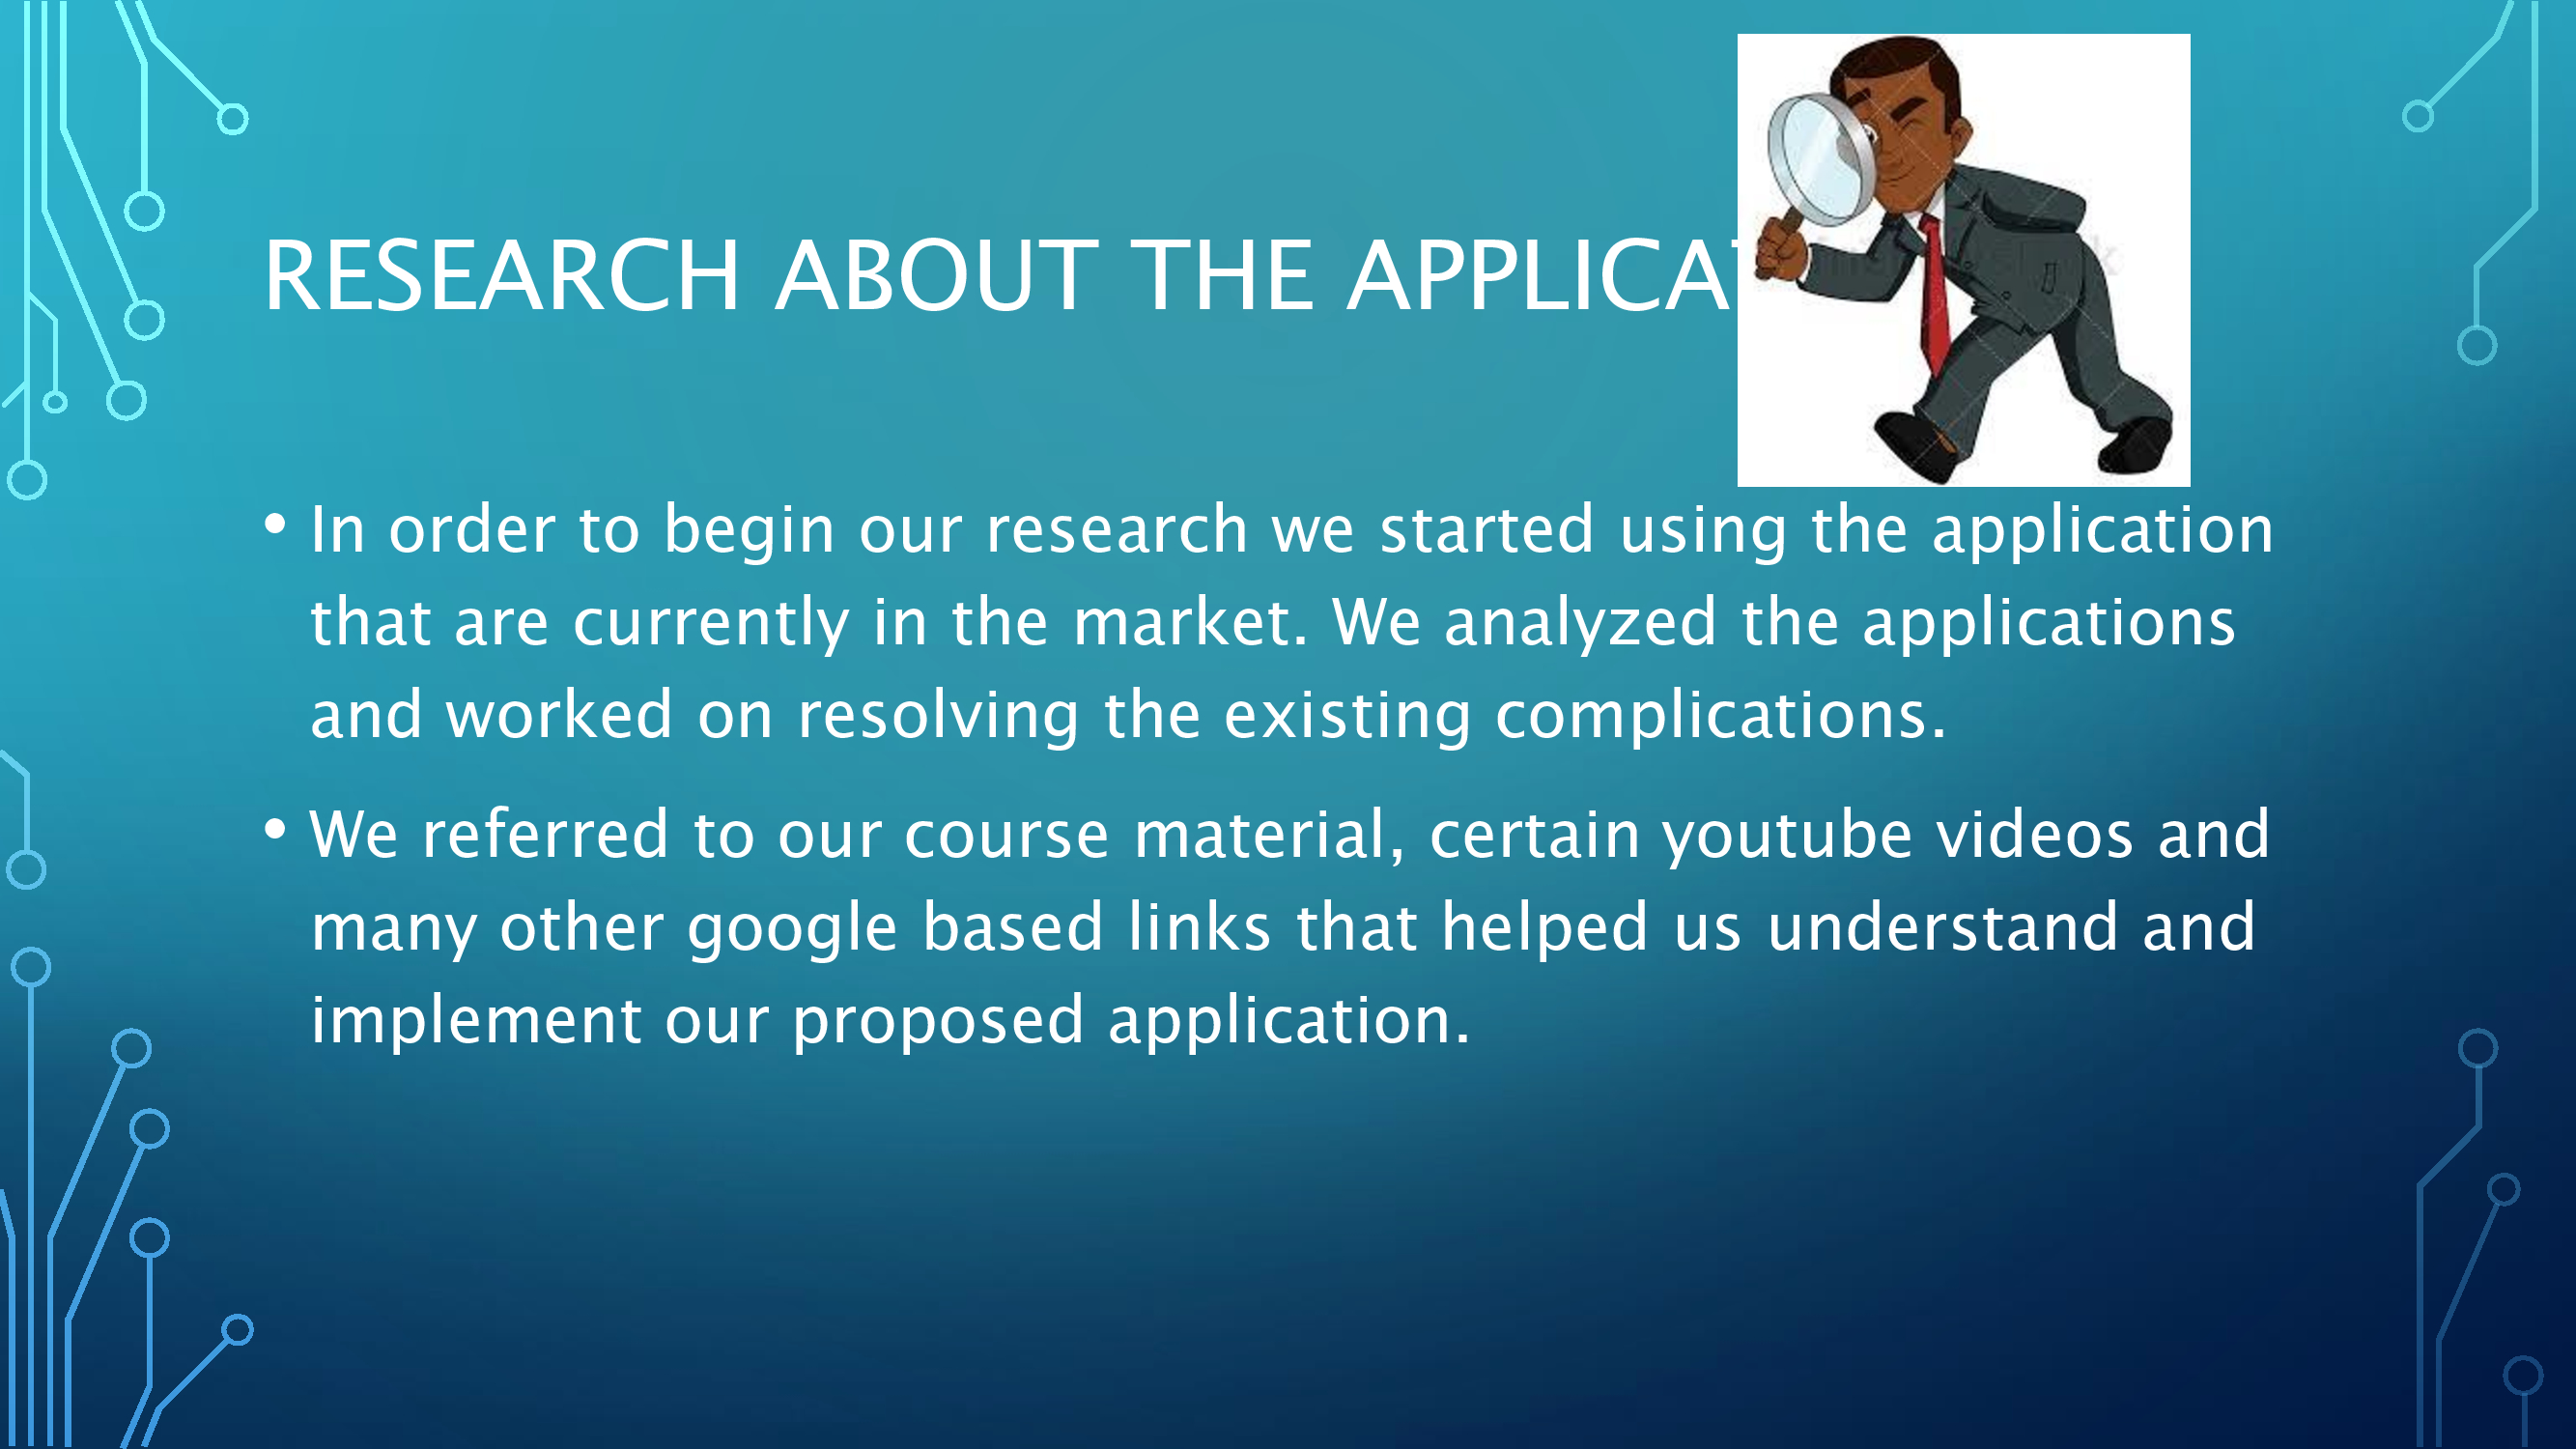 RESEARCH ABOUT THE
In order to begin our research we started using the application
that are currently in the market. We analyzed the applications
and worked on resolving the existing complications.
We referred to our course material, certain youtube videos and
many other google based links that helped us understand and
implement our proposed application.